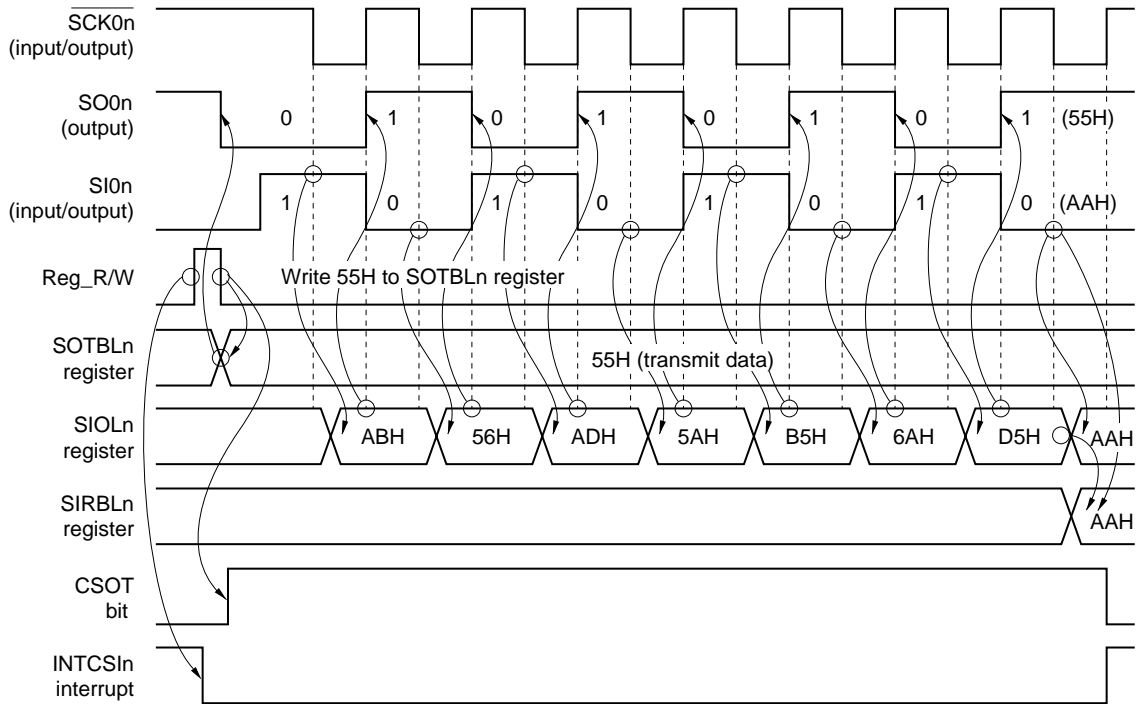 SCK0n
(input/output)
SO0n
(output)
0 1 0 1 0 1 0 1 (55H)
SI0n
(input/output)
1 0 1 0 1 0 1 0 (AAH)
Reg_R/W
Write 55H to SOTBLn register
SOTBLn
register
55H (transmit data)
SIOLn
register
ABH 56H ADH 5AH B5H 6AH D5H AAH
SIRBLn
register
AAH
CSOT
bit
INTCSIn
interrupt